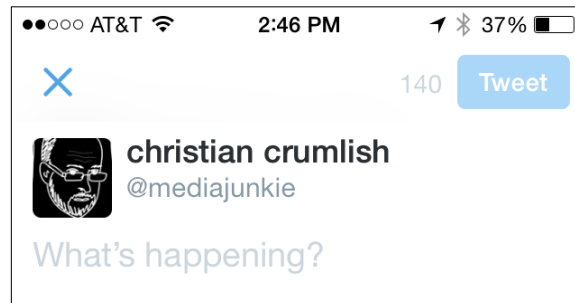 AT&T 2:46 PM 37%
140 Tweet
christian crumlish
@mediajunkie
What's happening?